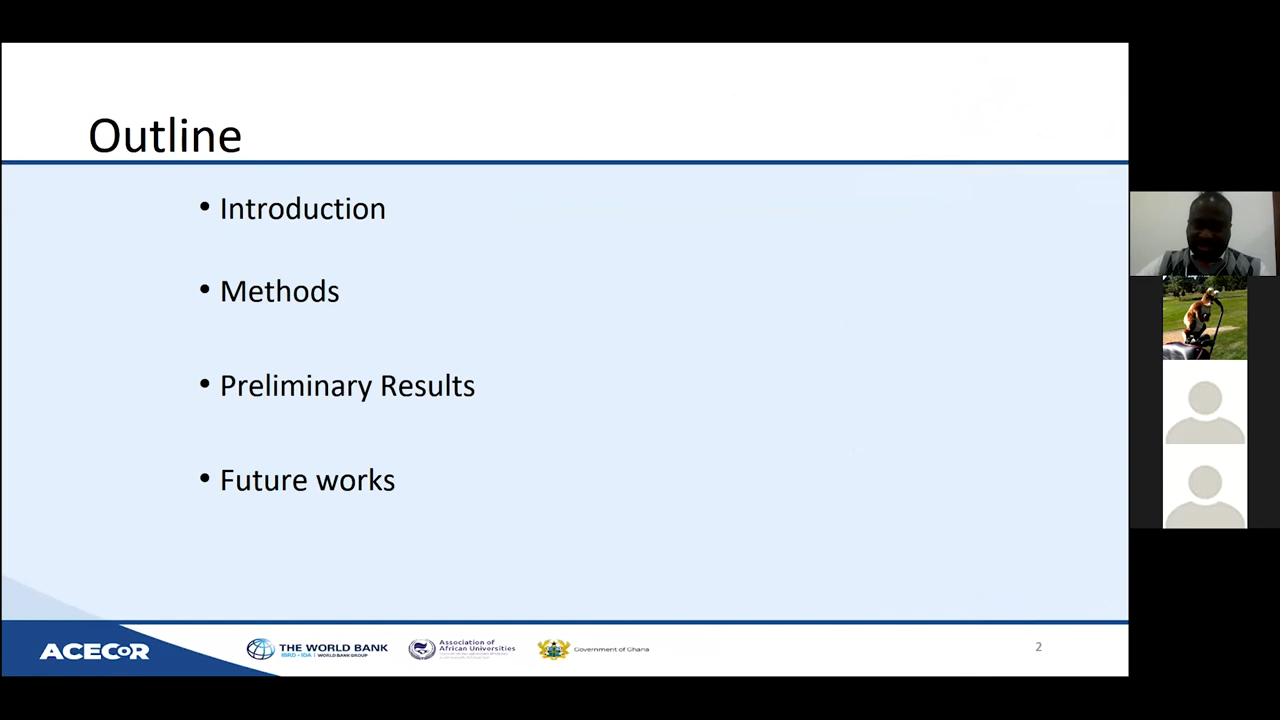 Outline
• Introduction
• Methods
• Preliminary Results
• Future works
ACECoR
THE WORLD BANK
IBRD • IDA | WORLD BANK GROUP
Association of
African Universities
Government of Ghana
2